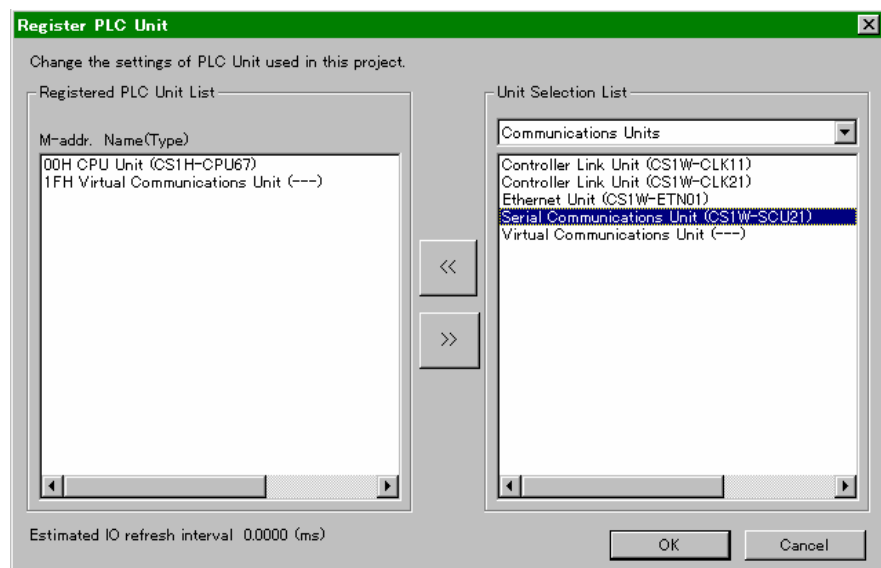 Register PLC Unit
Change the settings of PLC Unit used in this project.
Registered PLC Unit List
M-addr. Name(Type)
00H CPU Unit (CS1H-CPU67)
1FH Virtual Communications Unit (---)
<<
>>
Unit Selection List
Communications Units
Controller Link Unit (CS1W-CLK11)
Controller Link Unit (CS1W-CLK21)
Ethernet Unit (CS1W-ETN01)
Serial Communications Unit (CS1W-SCU21)
Virtual Communications Unit (---)
Estimated IO refresh interval 0.0000 (ms)
OK
Cancel